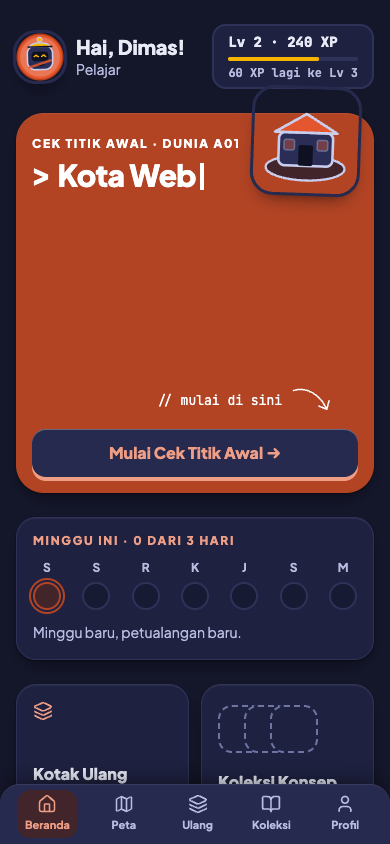 Hai, Dimas!
Pelajar
Lv 2 · 240 XP
60 XP lagi ke Lv 3
CEK TITIK AWAL · DUNIA A01
> Kota Web|
// mulai di sini
Mulai Cek Titik Awal →
MINGGU INI · 0 DARI 3 HARI
S S R K J S M
Minggu baru, petualangan baru.
Kotak Ulang
Koleksi Konsep
Beranda Peta Ulang Koleksi Profil